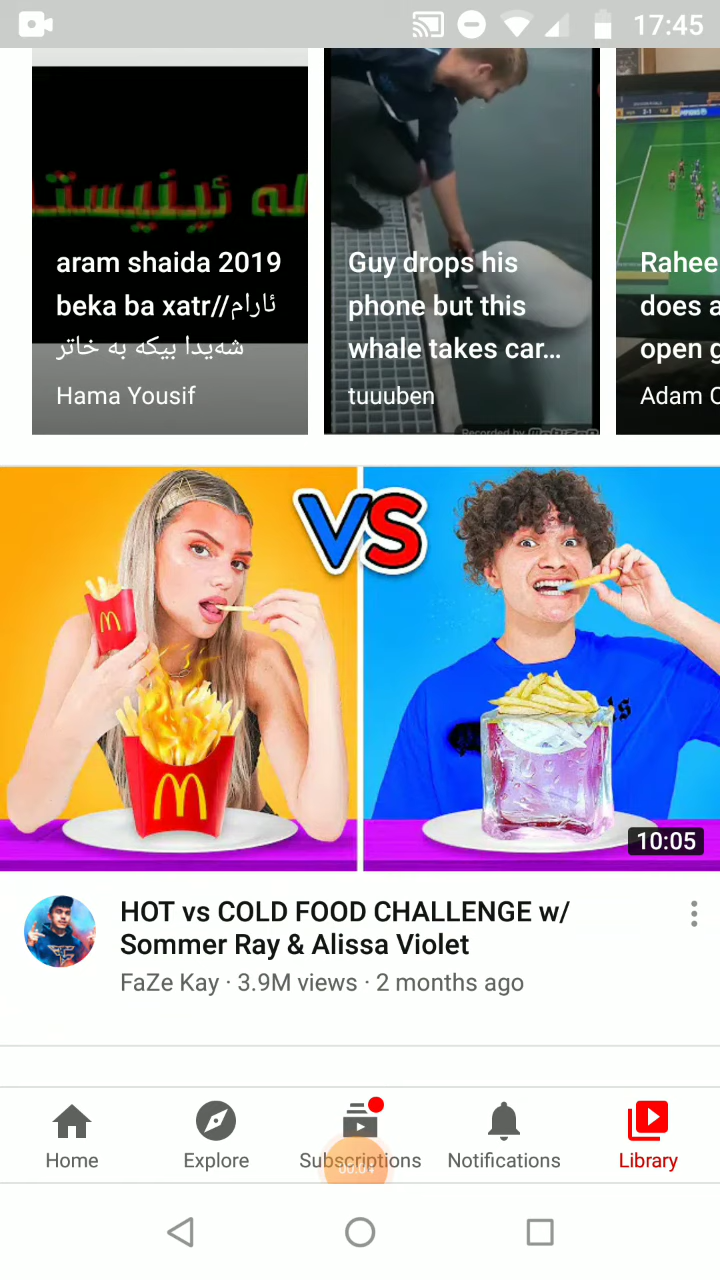 17:45
aram shaida 2019
beka ba xatr//ئارام
شەیدا بیکە بە خاتر
Hama Yousif
Guy drops his
phone but this
whale takes car...
tuuuben
Recorded by
Rahee
does a
open g
Adam
VS
10:05
HOT vs COLD FOOD CHALLENGE w/
Sommer Ray & Alissa Violet
FaZe Kay · 3.9M views · 2 months ago
Home
Explore
Subscriptions
Notifications
Library